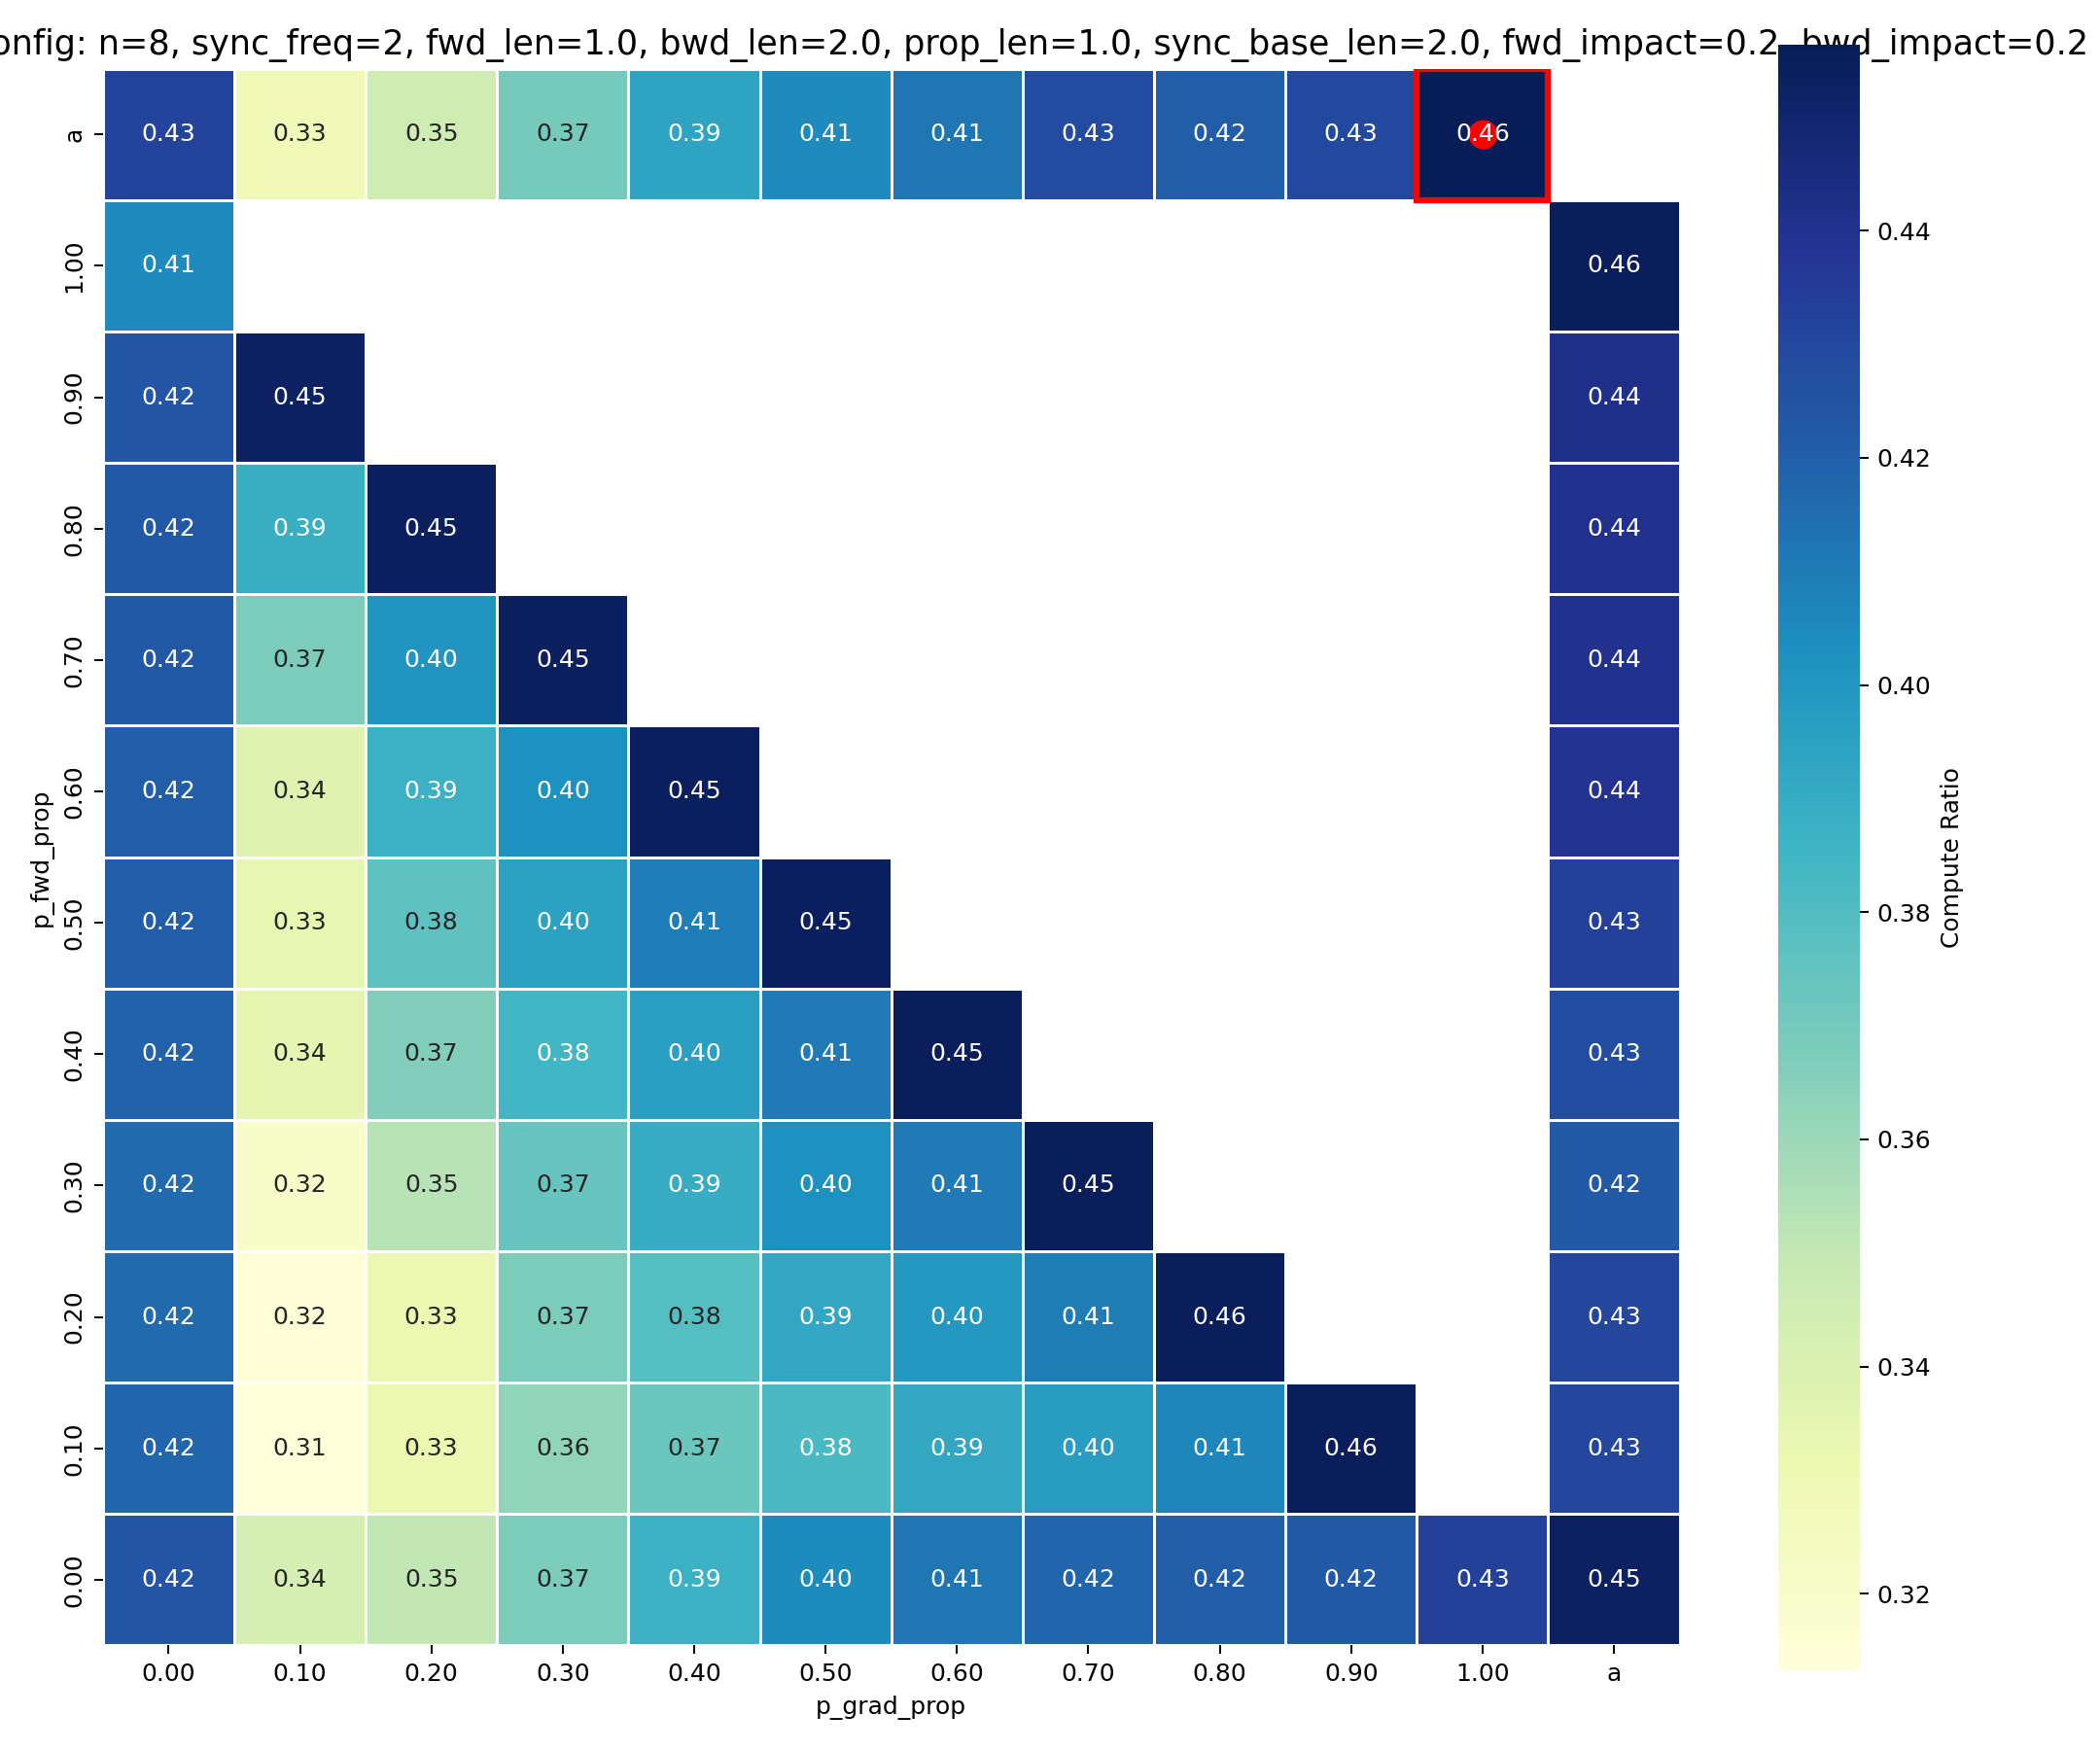 onfig: n=8, sync_freq=2, fwd_len=1.0, bwd_len=2.0, prop_len=1.0, sync_base_len=2.0, fwd_impact=0.2, bwd_impact=0.2
a 0.43 0.33 0.35 0.37 0.39 0.41 0.41 0.43 0.42 0.43 0.46
1.00 0.41 0.46
0.90 0.42 0.45 0.44
0.80 0.42 0.39 0.45 0.44
0.70 0.42 0.37 0.40 0.45 0.44
0.60 0.42 0.34 0.39 0.40 0.45 0.44
0.50 0.42 0.33 0.38 0.40 0.41 0.45 0.43
0.40 0.42 0.34 0.37 0.38 0.40 0.41 0.45 0.43
0.30 0.42 0.32 0.35 0.37 0.39 0.40 0.41 0.45 0.42
0.20 0.42 0.32 0.33 0.37 0.38 0.39 0.40 0.41 0.46 0.43
0.10 0.42 0.31 0.33 0.36 0.37 0.38 0.39 0.40 0.41 0.46 0.43
0.00 0.42 0.34 0.35 0.37 0.39 0.40 0.41 0.42 0.42 0.42 0.43 0.45
0.00 0.10 0.20 0.30 0.40 0.50 0.60 0.70 0.80 0.90 1.00 a
p_grad_prop
p_fwd_prop
0.44
0.42
0.40
0.38
0.36
0.34
0.32
Compute Ratio